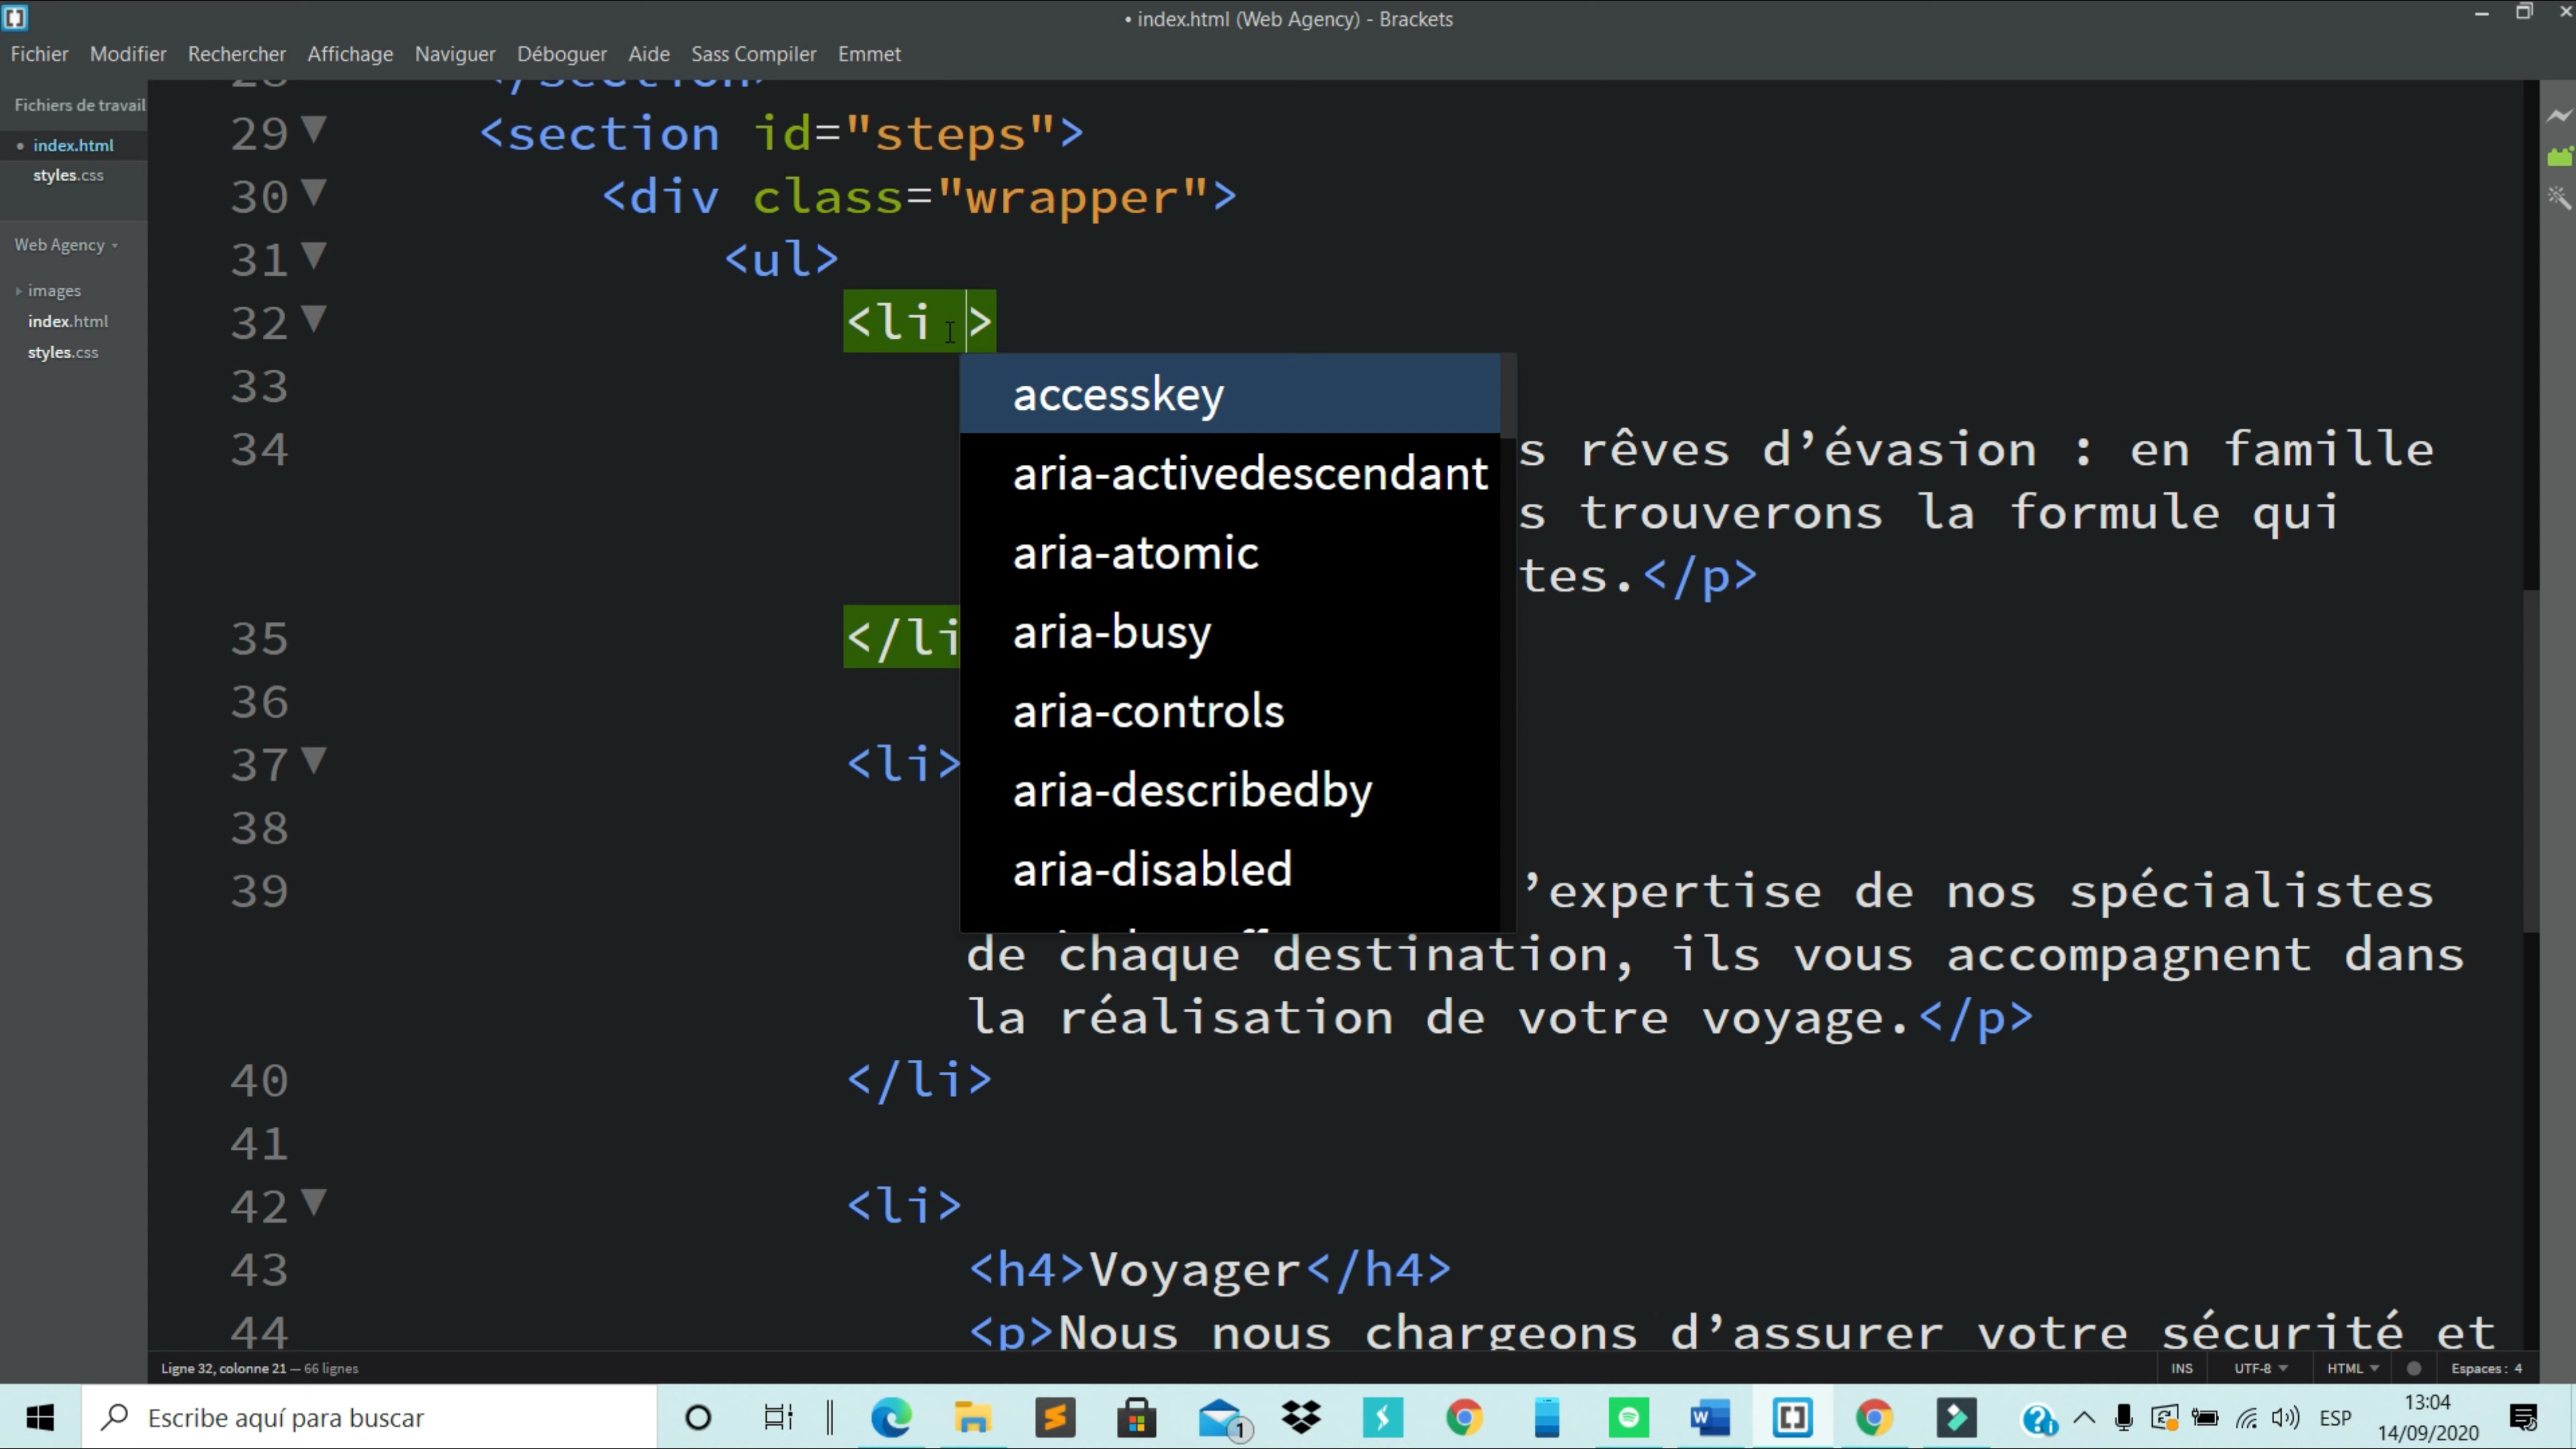 • index.html (Web Agency) - Brackets
Fichier Modifier Rechercher Affichage Naviguer Déboguer Aide Sass Compiler Emmet
Fichiers de travail
• index.html
styles.css
Web Agency
images
index.html
styles.css
28 </section>
29 <section id="steps">
30 <div class="wrapper">
31 <ul>
32 <li >
33
34 s rêves d’évasion : en famille
s trouverons la formule qui
tes.</p>
35 </li
36
37 <li>
38
39 ’expertise de nos spécialistes
de chaque destination, ils vous accompagnent dans
la réalisation de votre voyage.</p>
40 </li>
41
42 <li>
43 <h4>Voyager</h4>
44 <p>Nous nous chargeons d’assurer votre sécurité et
accesskey
aria-activedescendant
aria-atomic
aria-busy
aria-controls
aria-describedby
aria-disabled
Ligne 32, colonne 21 — 66 lignes
INS UTF-8 HTML Espaces : 4
Escribe aquí para buscar
1
ESP
13:04
14/09/2020